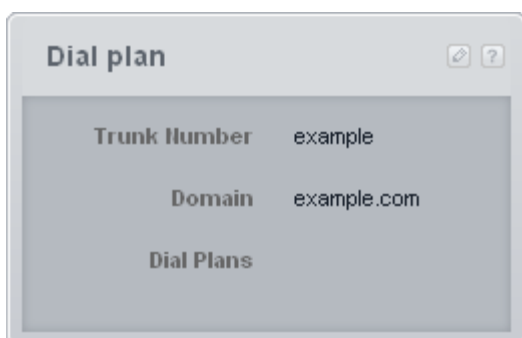 Dial plan
?
Trunk Number example
Domain example.com
Dial Plans